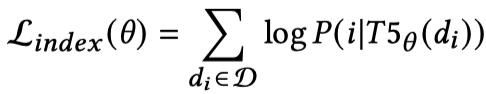 ℒ_{index}(θ) = ∑_{d_i ∈ 𝒟} log P(i|T5_θ(d_i))